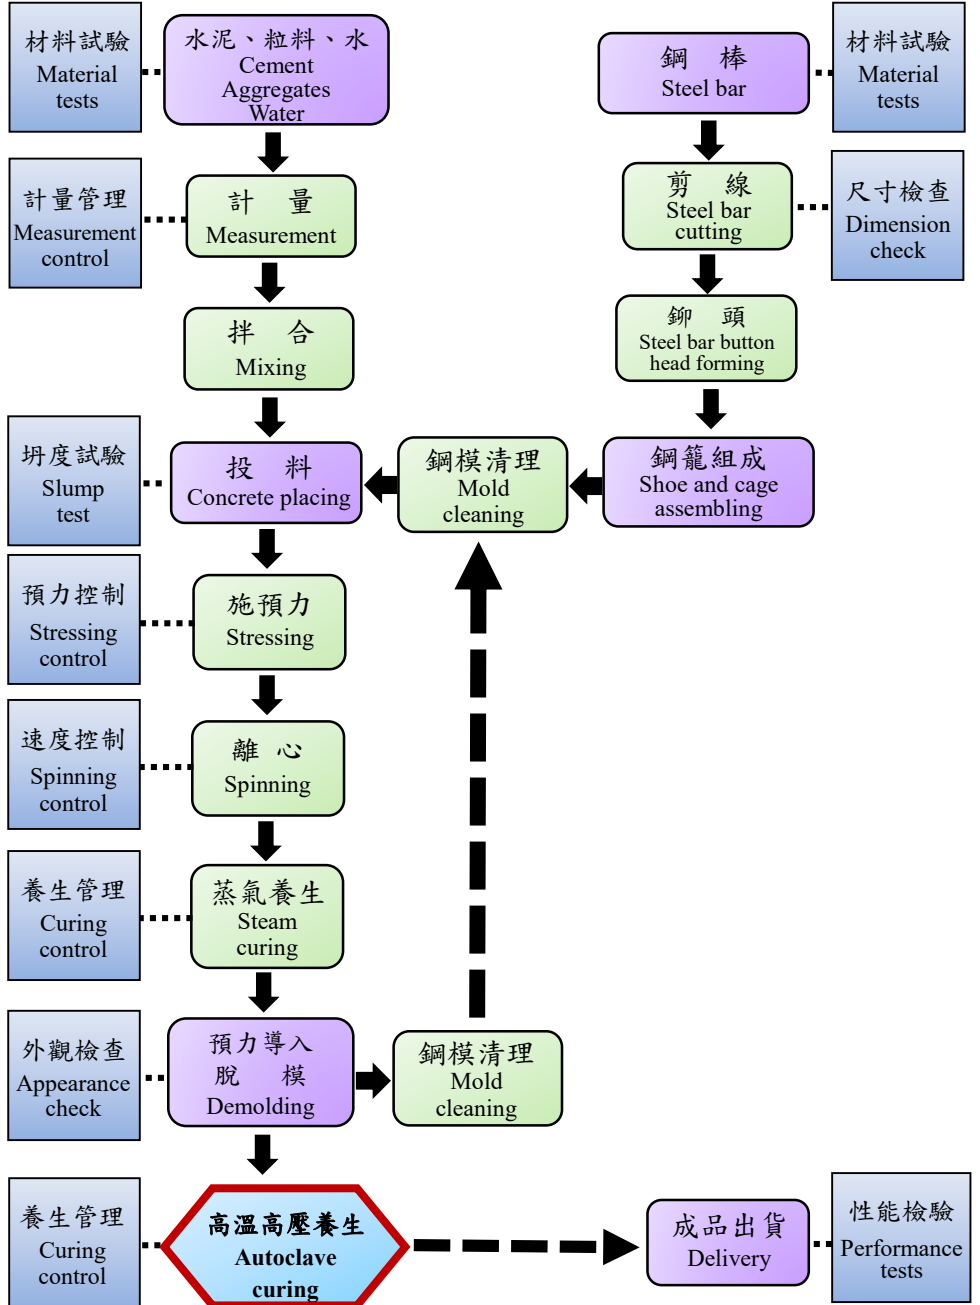 材料試驗
Material
tests
水泥、粒料、水
Cement
Aggregates
Water
鋼 棒
Steel bar
材料試驗
Material
tests
計量管理
Measurement
control
計 量
Measurement
剪 線
Steel bar
cutting
尺寸檢查
Dimension
check
拌 合
Mixing
鉚 頭
Steel bar button
head forming
坍度試驗
Slump
test
投 料
Concrete placing
鋼模清理
Mold
cleaning
鋼籠組成
Shoe and cage
assembling
預力控制
Stressing
control
施預力
Stressing
速度控制
Spinning
control
離 心
Spinning
養生管理
Curing
control
蒸氣養生
Steam
curing
外觀檢查
Appearance
check
預力導入
脫 模
Demolding
鋼模清理
Mold
cleaning
養生管理
Curing
control
高溫高壓養生
Autoclave
curing
成品出貨
Delivery
性能檢驗
Performance
tests